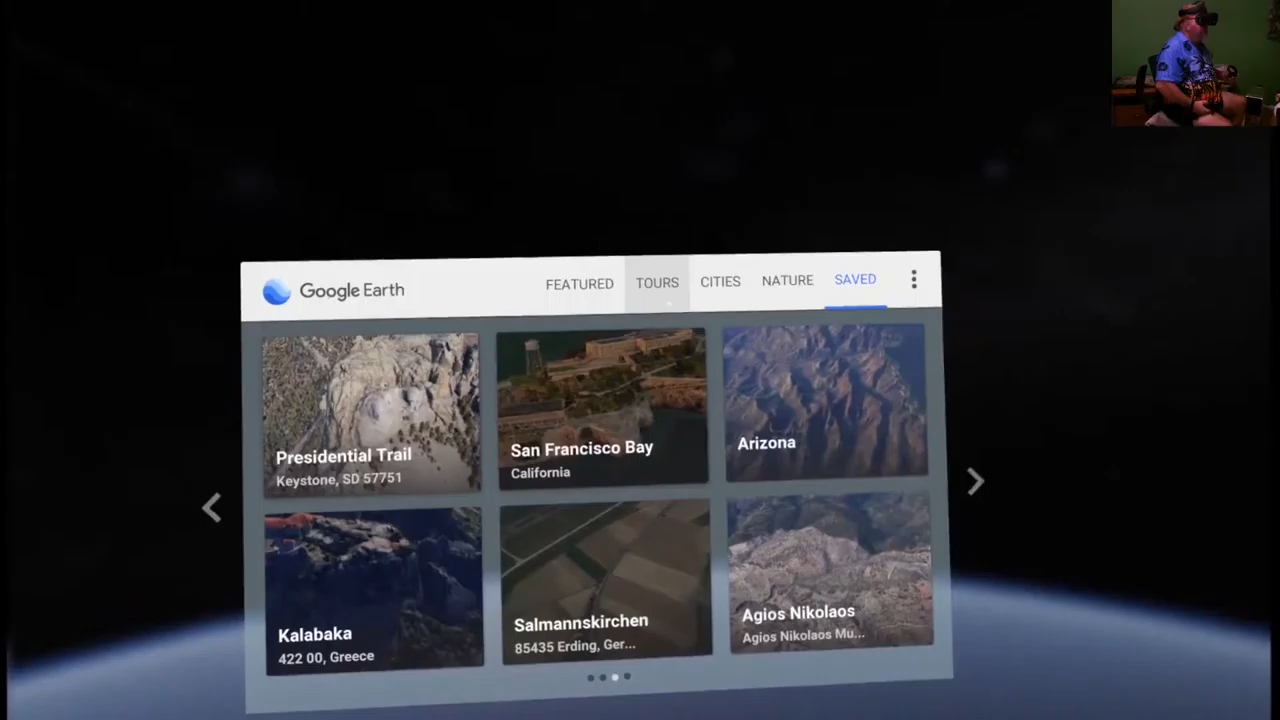 Google Earth
FEATURED
TOURS
CITIES
NATURE
SAVED
Presidential Trail
Keystone, SD 57751
San Francisco Bay
California
Arizona
Kalabaka
422 00, Greece
Salmannskirchen
85435 Erding, Ger...
Agios Nikolaos
Agios Nikolaos Mu...